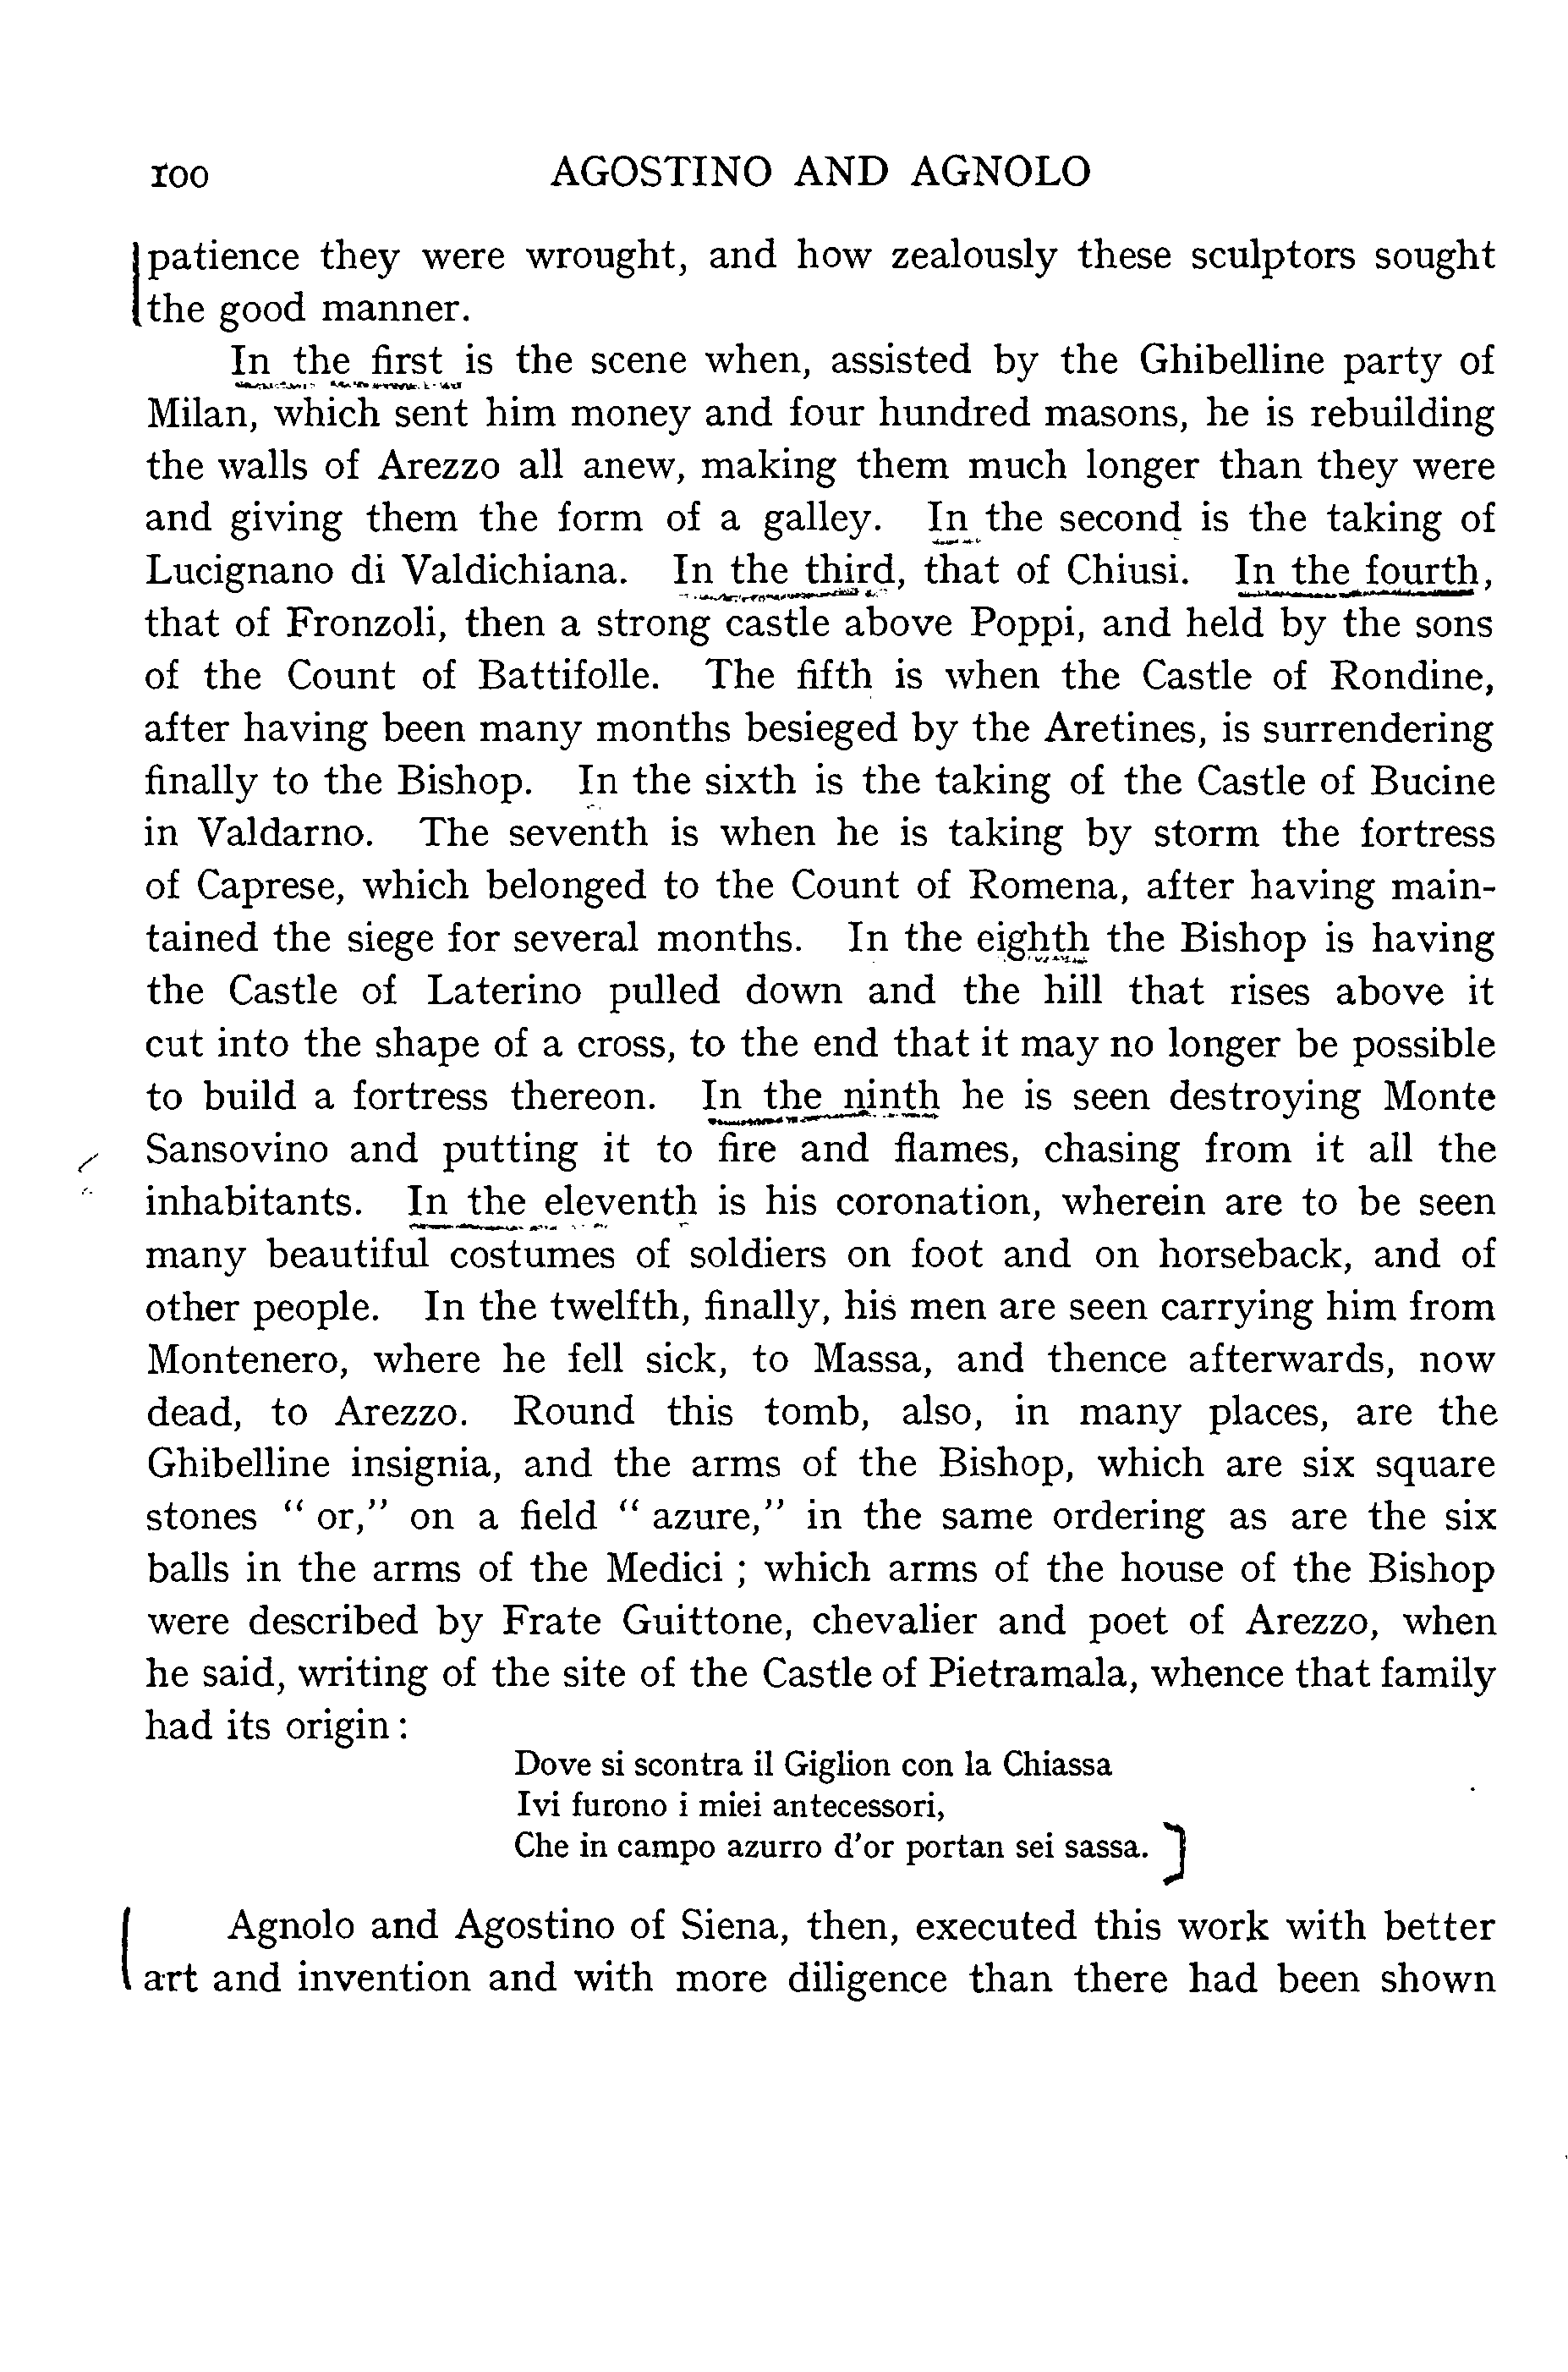 100 AGOSTINO AND AGNOLO
patience they were wrought, and how zealously these sculptors sought
the good manner.
In the first is the scene when, assisted by the Ghibelline party of
Milan, which sent him money and four hundred masons, he is rebuilding
the walls of Arezzo all anew, making them much longer than they were
and giving them the form of a galley. In the second is the taking of
Lucignano di Valdichiana. In the third, that of Chiusi. In the fourth,
that of Fronzoli, then a strong castle above Poppi, and held by the sons
of the Count of Battifolle. The fifth is when the Castle of Rondine,
after having been many months besieged by the Aretines, is surrendering
finally to the Bishop. In the sixth is the taking of the Castle of Bucine
in Valdarno. The seventh is when he is taking by storm the fortress
of Caprese, which belonged to the Count of Romena, after having main-
tained the siege for several months. In the eighth the Bishop is having
the Castle of Laterino pulled down and the hill that rises above it
cut into the shape of a cross, to the end that it may no longer be possible
to build a fortress thereon. In the ninth he is seen destroying Monte
Sansovino and putting it to fire and flames, chasing from it all the
inhabitants. In the eleventh is his coronation, wherein are to be seen
many beautiful costumes of soldiers on foot and on horseback, and of
other people. In the twelfth, finally, his men are seen carrying him from
Montenero, where he fell sick, to Massa, and thence afterwards, now
dead, to Arezzo. Round this tomb, also, in many places, are the
Ghibelline insignia, and the arms of the Bishop, which are six square
stones “ or,” on a field “ azure,” in the same ordering as are the six
balls in the arms of the Medici ; which arms of the house of the Bishop
were described by Frate Guittone, chevalier and poet of Arezzo, when
he said, writing of the site of the Castle of Pietramala, whence that family
had its origin :
Dove si scontra il Giglion con la Chiassa
Ivi furono i miei antecessori,
Che in campo azurro d’or portan sei sassa.
Agnolo and Agostino of Siena, then, executed this work with better
art and invention and with more diligence than there had been shown